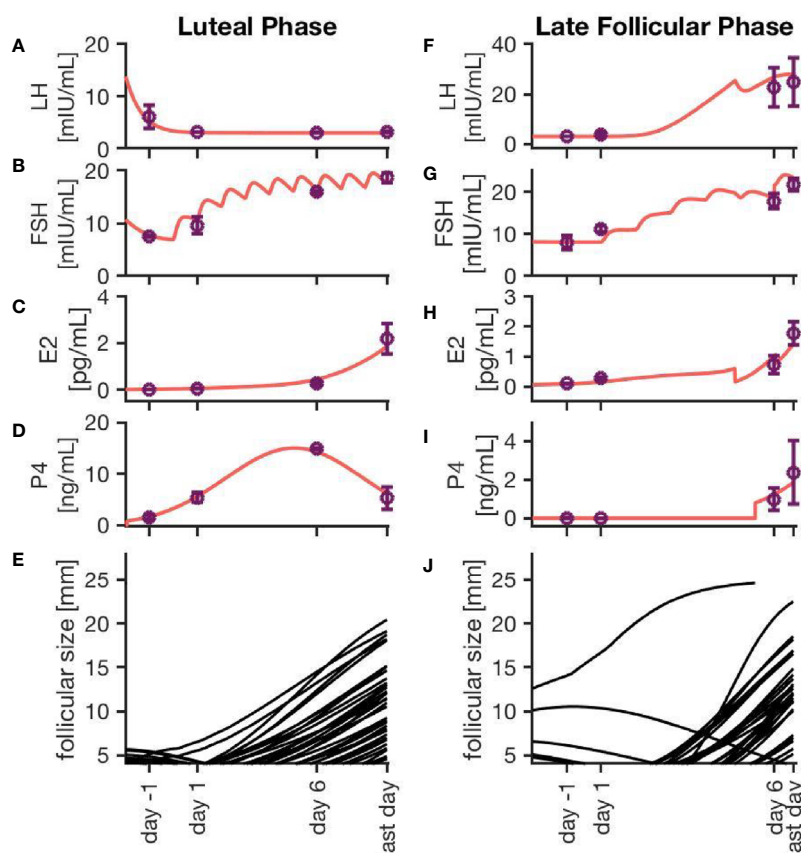 Luteal Phase
A
LH
[mIU/mL]
20
10
0
B
FSH
[mIU/mL]
20
10
0
C
E2
[pg/mL]
4
2
0
D
P4
[ng/mL]
20
10
0
E
follicular size [mm]
25
20
15
10
5
day -1
day 1
day 6
ast day
Late Follicular Phase
F
LH
[mIU/mL]
40
20
0
G
FSH
[mIU/mL]
20
10
0
H
E2
[pg/mL]
3
2
1
0
I
P4
[ng/mL]
4
2
0
J
follicular size [mm]
25
20
15
10
5
day -1
day 1
day 6
ast day